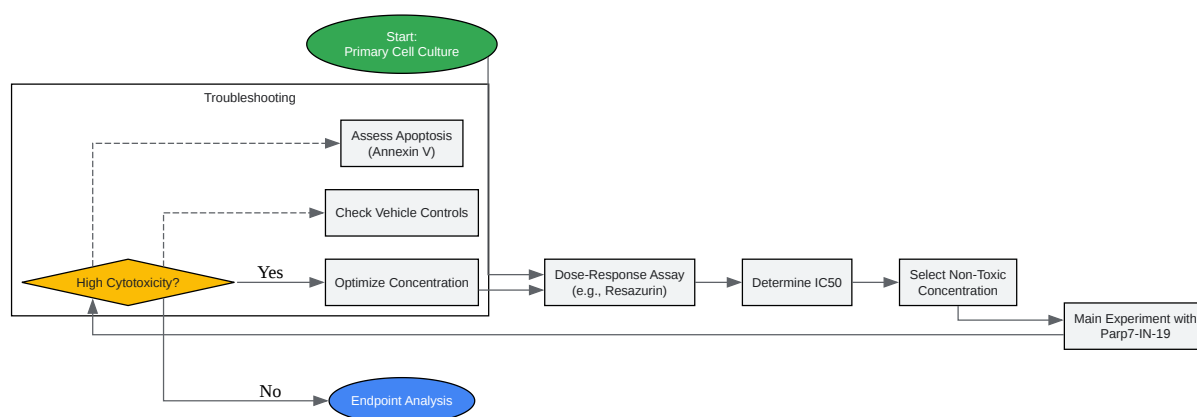 Start:
Primary Cell Culture
Troubleshooting
Assess Apoptosis
(Annexin V)
Check Vehicle Controls
High Cytotoxicity?
Yes
Optimize Concentration
Dose-Response Assay
(e.g., Resazurin)
Determine IC50
Select Non-Toxic
Concentration
Main Experiment with
Parp7-IN-19
No
Endpoint Analysis